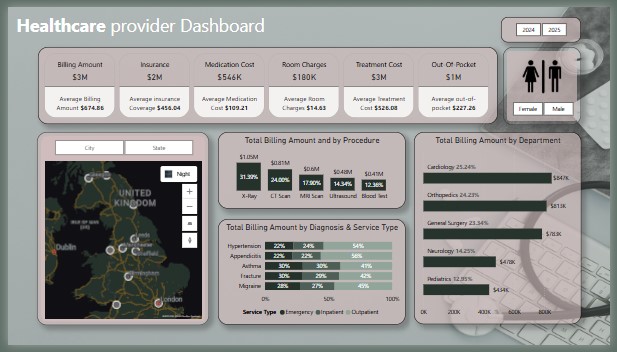 Healthcare provider Dashboard
2024 2025
Billing Amount
$3M
Average Billing
Amount $674.86
Insurance
$2M
Average insurance
Coverage $456.04
Medication Cost
$546K
Average Medication
Cost $109.21
Room Charges
$180K
Average Room
Charges $14.63
Treatment Cost
$3M
Average Treatment
Cost $526.08
Out-Of-Pocket
$1M
Average out-of-
pocket $227.26
Female Male
City State
Night
UNITED
KINGDOM
Dublin
Leeds
Birmingham
London
Total Billing Amount and by Procedure
$1.05M $0.81M $0.6M $0.48M $0.41M
31.39% 24.00% 17.90% 14.34% 12.36%
X-Ray CT Scan MRI Scan Ultrasound Blood Test
Total Billing Amount by Diagnosis & Service Type
Hypertension 22% 24% 54%
Appendicitis 22% 22% 56%
Asthma 30% 30% 41%
Fracture 30% 29% 42%
Migraine 28% 27% 45%
0% 50% 100%
Service Type Emergency Inpatient Outpatient
Total Billing Amount by Department
Cardiology 25.24%
$847K
Orthopedics 24.23%
$813K
General Surgery 23.34%
$783K
Neurology 14.25%
$478K
Pediatrics 12.95%
$434K
0K 200K 400K 600K 800K